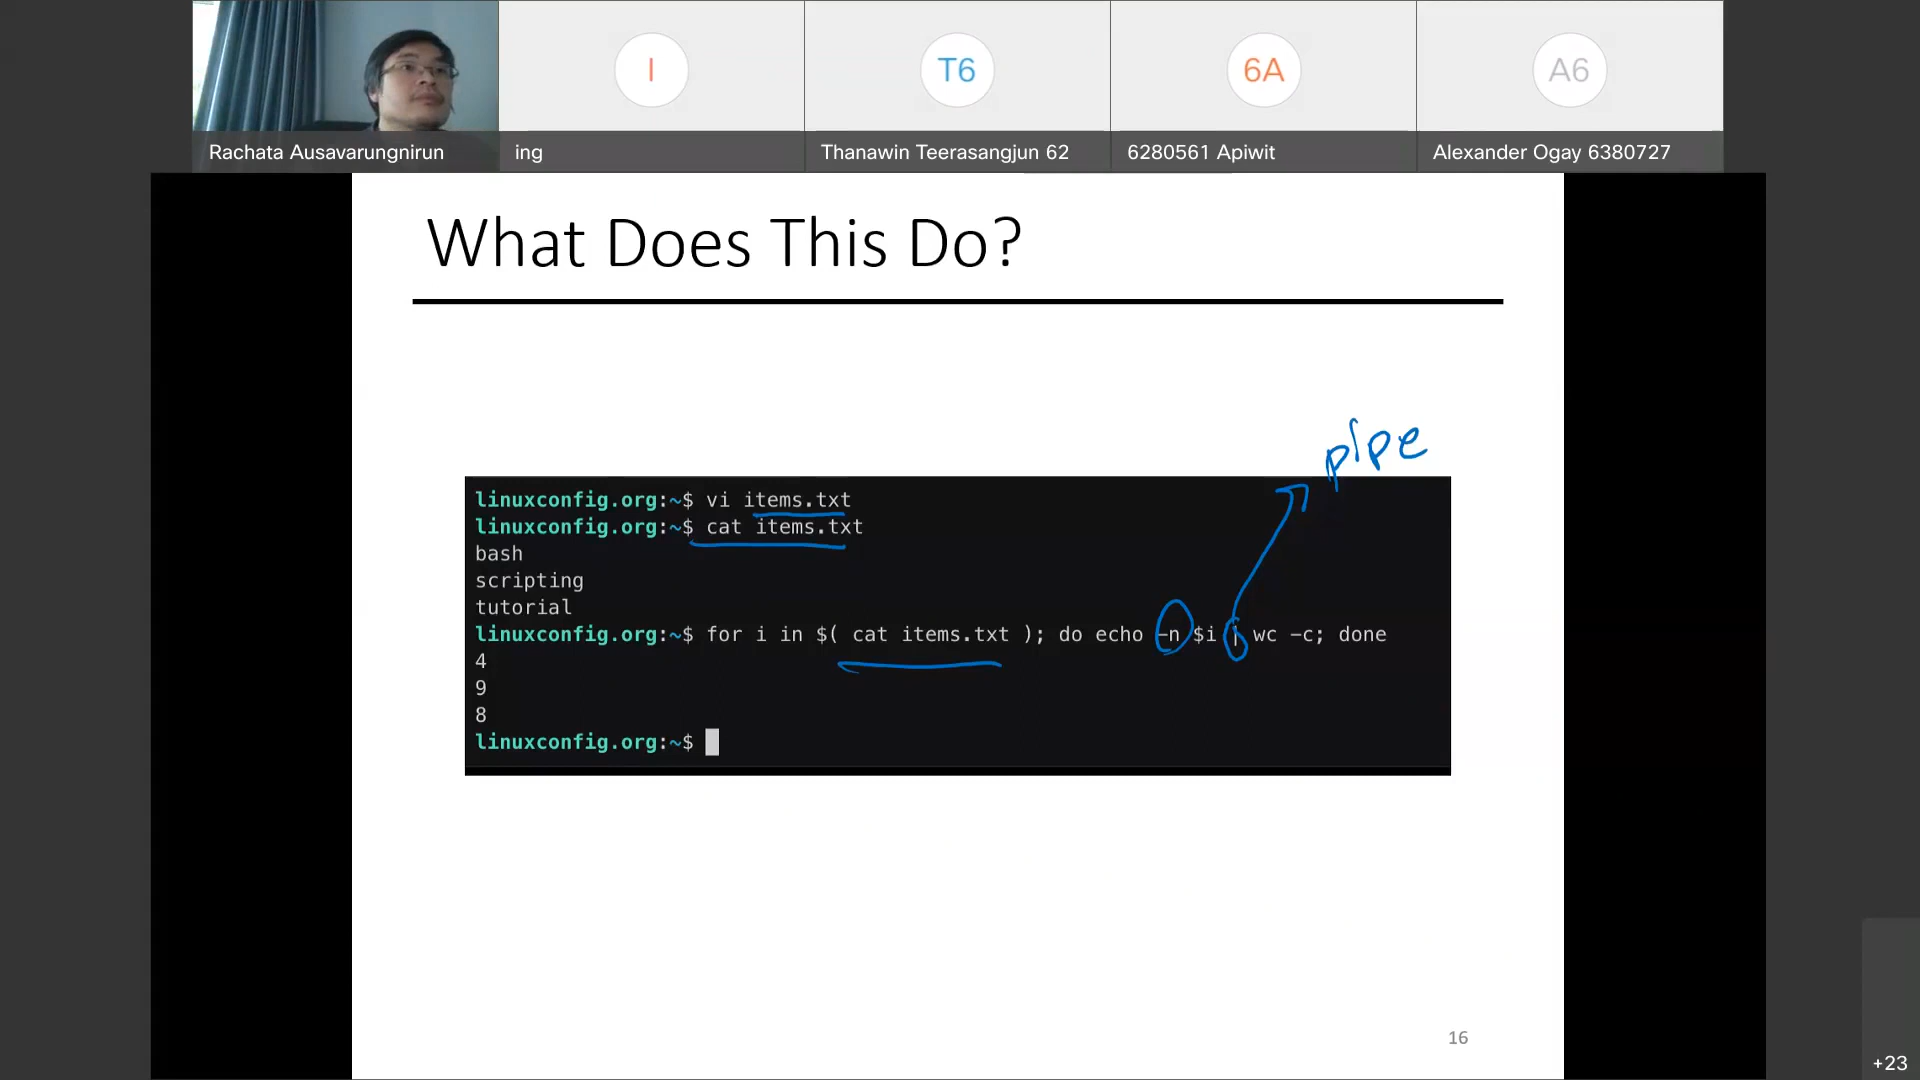 I
T6
6A
A6
Rachata Ausavarungnirun
ing
Thanawin Teerasangjun 62
6280561 Apiwit
Alexander Ogay 6380727
What Does This Do?
pipe
linuxconfig.org:~$ vi items.txt
linuxconfig.org:~$ cat items.txt
bash
scripting
tutorial
linuxconfig.org:~$ for i in $( cat items.txt ); do echo -n $i | wc -c; done
4
9
8
linuxconfig.org:~$
16
+23